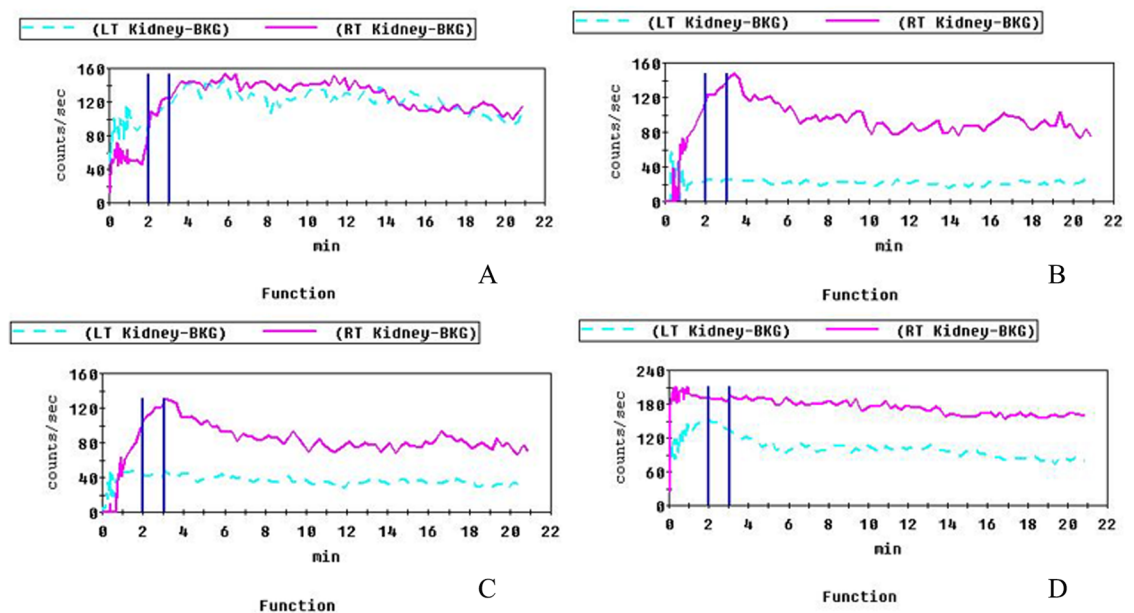 (LT Kidney-BKG) (RT Kidney-BKG)
160
120
80
40
0
counts/sec
0 2 4 6 8 10 12 14 16 18 20 22
min
Function
A
(LT Kidney-BKG) (RT Kidney-BKG)
160
120
80
40
0
counts/sec
0 2 4 6 8 10 12 14 16 18 20 22
min
Function
B
(LT Kidney-BKG) (RT Kidney-BKG)
160
120
80
40
0
counts/sec
0 2 4 6 8 10 12 14 16 18 20 22
min
Function
C
(LT Kidney-BKG) (RT Kidney-BKG)
240
180
120
60
0
counts/sec
0 2 4 6 8 10 12 14 16 18 20 22
min
Function
D